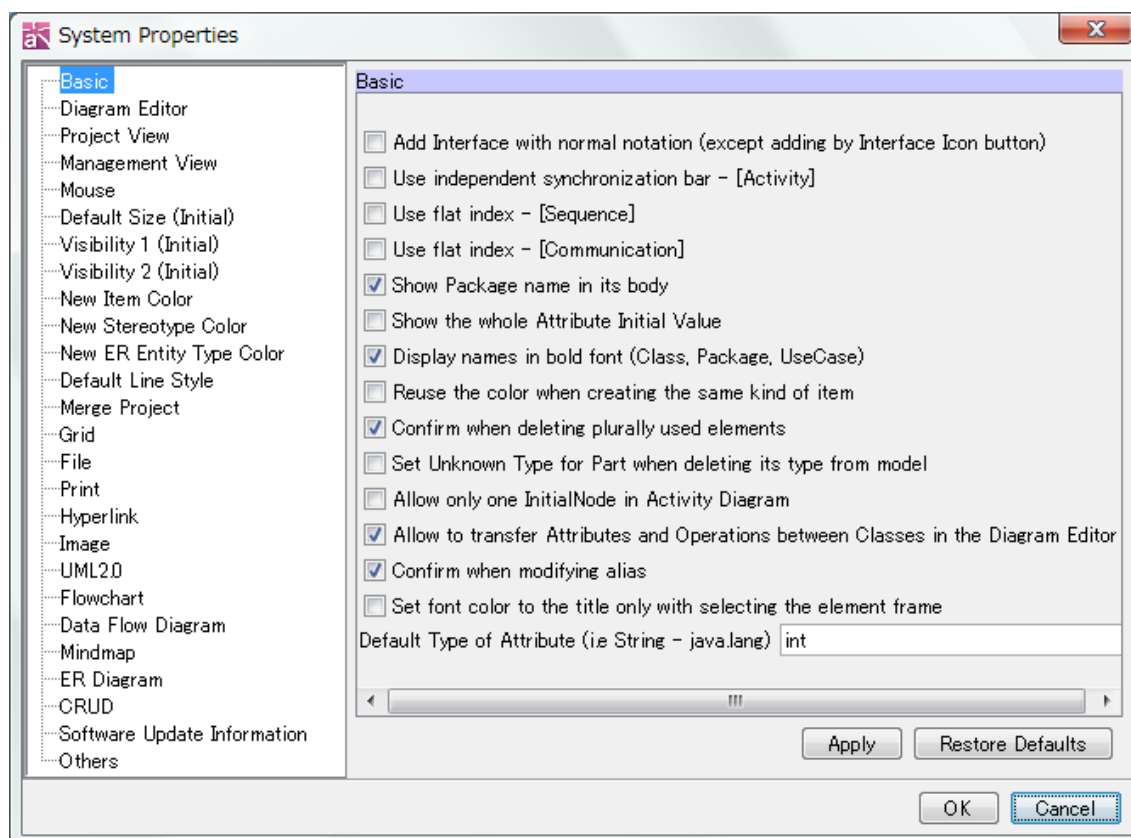 System Properties
Basic
Diagram Editor
Project View
Management View
Mouse
Default Size (Initial)
Visibility 1 (Initial)
Visibility 2 (Initial)
New Item Color
New Stereotype Color
New ER Entity Type Color
Default Line Style
Merge Project
Grid
File
Print
Hyperlink
Image
UML2.0
Flowchart
Data Flow Diagram
Mindmap
ER Diagram
CRUD
Software Update Information
Others
Basic
Add Interface with normal notation (except adding by Interface Icon button)
Use independent synchronization bar - [Activity]
Use flat index - [Sequence]
Use flat index - [Communication]
Show Package name in its body
Show the whole Attribute Initial Value
Display names in bold font (Class, Package, UseCase)
Reuse the color when creating the same kind of item
Confirm when deleting plurally used elements
Set Unknown Type for Part when deleting its type from model
Allow only one InitialNode in Activity Diagram
Allow to transfer Attributes and Operations between Classes in the Diagram Editor
Confirm when modifying alias
Set font color to the title only with selecting the element frame
Default Type of Attribute (i.e String - java.lang) int
Apply Restore Defaults
OK Cancel